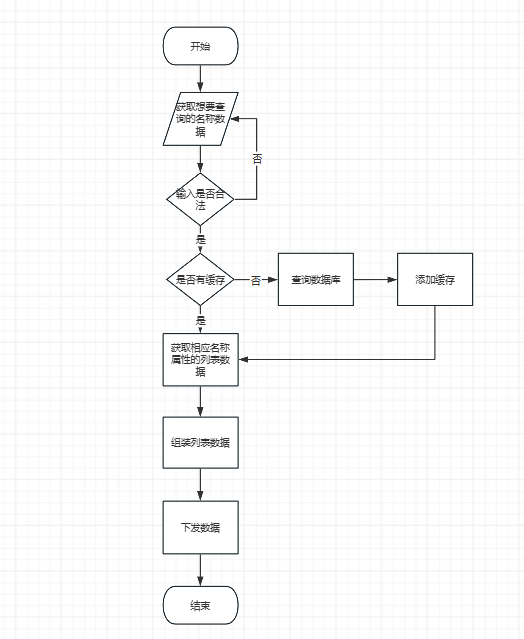 开始
获取想要查
询的名称数
据
否
输入是否合
法
是
是否有缓存
否
查询数据库
添加缓存
是
获取相应名称
属性的列表数
据
组装列表数据
下发数据
结束